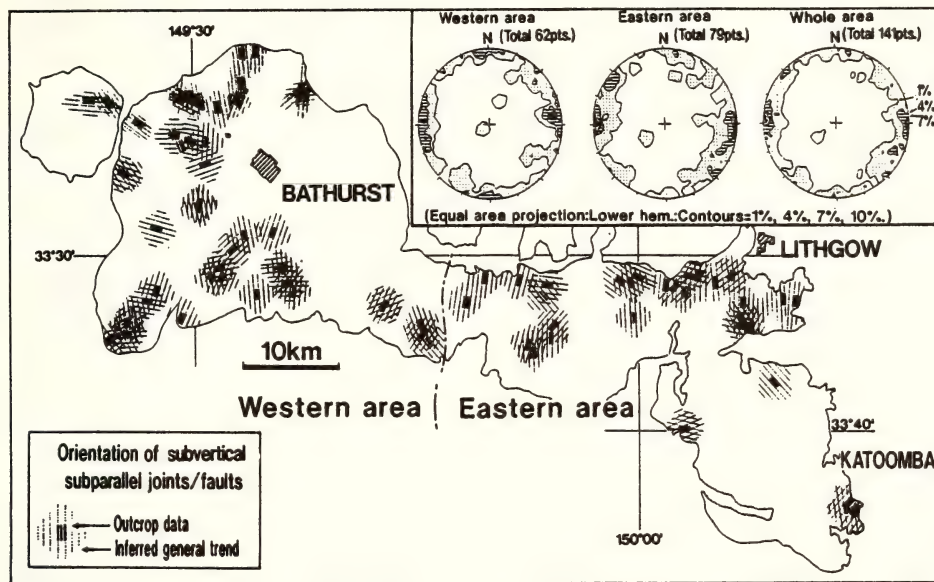 Western area
N (Total 62pts.)
Eastern area
N (Total 79pts.)
Whole area
N (Total 141pts.)
1%
4%
7%
(Equal area projection:Lower hem.:Contours=1%, 4%, 7%, 10%.)
149°30'
BATHURST
33°30'
LITHGOW
10km
Western area
Eastern area
33°40'
KATOOMBA
150°00'
Orientation of subvertical
subparallel joints/faults
Outcrop data
Inferred general trend